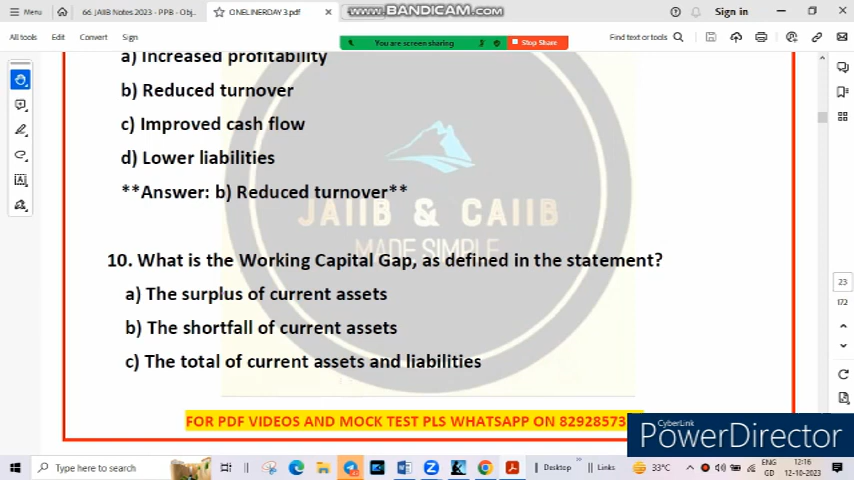 Menu
66. JAIIB Notes 2023 - PPB - Obj...
ONELINERDAY 3.pdf
www.BANDICAM.com
Sign in
All tools
Edit
Convert
Sign
You are screen sharing
Stop Share
Find text or tools
a) Increased profitability
b) Reduced turnover
c) Improved cash flow
d) Lower liabilities
**Answer: b) Reduced turnover**
JAIIB & CAIIB
MADE SIMPLE
10. What is the Working Capital Gap, as defined in the statement?
a) The surplus of current assets
b) The shortfall of current assets
c) The total of current assets and liabilities
23
172
FOR PDF VIDEOS AND MOCK TEST PLS WHATSAPP ON 82928573
CyberLink
PowerDirector
Type here to search
Desktop
Links
33°C
ENG
GD
12:16
12-10-2023